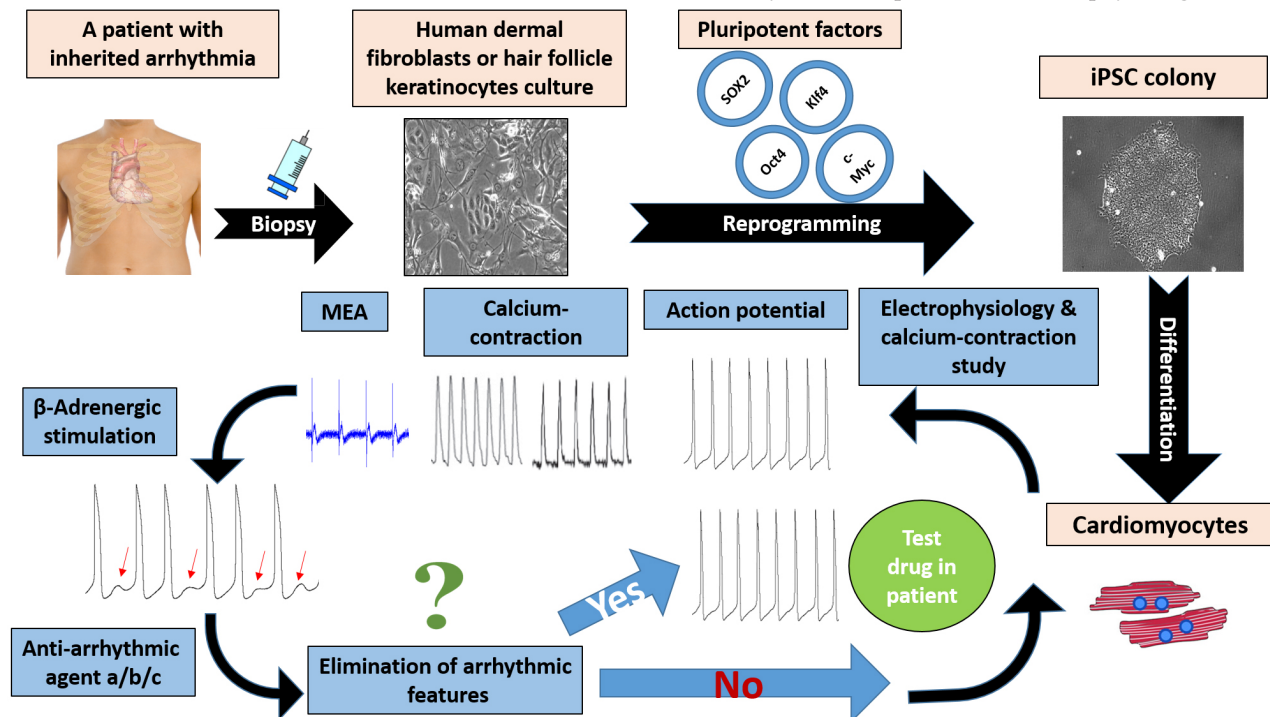 A patient with
inherited arrhythmia
Human dermal
fibroblasts or hair follicle
keratinocytes culture
Pluripotent factors
SOX2
Klf4
Oct4
c-
Myc
iPSC colony
Biopsy
Reprogramming
Differentiation
MEA
Calcium-
contraction
Action potential
Electrophysiology &
calcium-contraction
study
β-Adrenergic
stimulation
Cardiomyocytes
Test
drug in
patient
?
Yes
Anti-arrhythmic
agent a/b/c
Elimination of arrhythmic
features
No